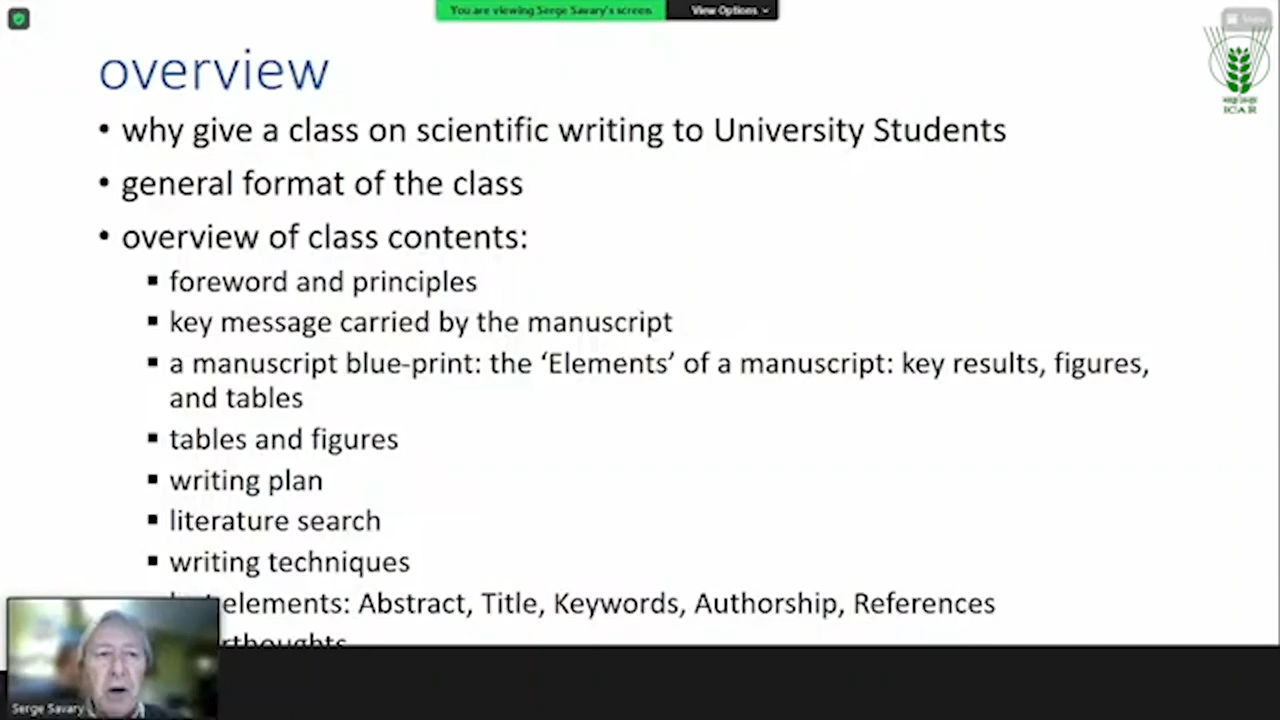 You are viewing Serge Savary's screen
View Options
overview
• why give a class on scientific writing to University Students
• general format of the class
• overview of class contents:
▪ foreword and principles
▪ key message carried by the manuscript
▪ a manuscript blue-print: the ‘Elements’ of a manuscript: key results, figures,
and tables
▪ tables and figures
▪ writing plan
▪ literature search
▪ writing techniques
elements: Abstract, Title, Keywords, Authorship, References
rthoughts
ICAR
Serge Savary